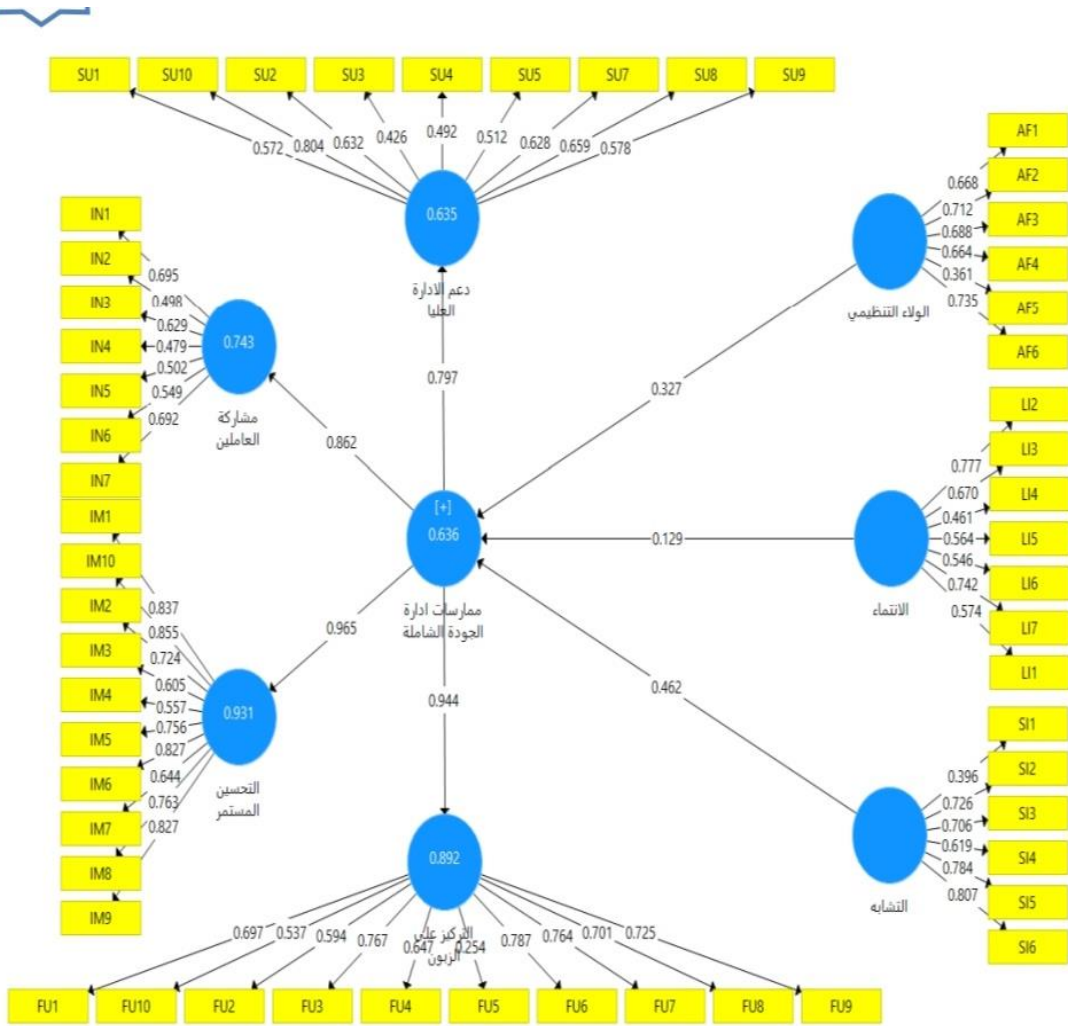 SU1 SU10 SU2 SU3 SU4 SU5 SU7 SU8 SU9
0.572 0.804 0.632 0.426 0.492 0.512 0.628 0.659 0.578
0.635
دعم الادارة
العليا
IN1
IN2
IN3
IN4
IN5
IN6
IN7
0.695
0.498
0.629
0.479
0.502
0.549
0.692
0.743
مشاركة
العاملين
0.797
0.862
[+]
0.636
ممارسات ادارة
الجودة الشاملة
AF1
AF2
AF3
AF4
AF5
AF6
0.668
0.712
0.688
0.664
0.361
0.735
الولاء التنظيمي
0.327
LI2
LI3
LI4
LI5
LI6
LI7
LI1
0.777
0.670
0.461
0.564
0.546
0.742
0.574
الانتماء
0.129
IM1
IM10
IM2
IM3
IM4
IM5
IM6
IM7
IM8
IM9
0.837
0.855
0.724
0.605
0.557
0.756
0.827
0.644
0.763
0.827
0.931
التحسين
المستمر
0.965
0.944
0.462
SI1
SI2
SI3
SI4
SI5
SI6
0.396
0.726
0.706
0.619
0.784
0.807
التشابه
0.892
التركيز على
الزبون
0.697 0.537 0.594 0.767 0.647 0.254 0.787 0.764 0.701 0.725
FU1 FU10 FU2 FU3 FU4 FU5 FU6 FU7 FU8 FU9